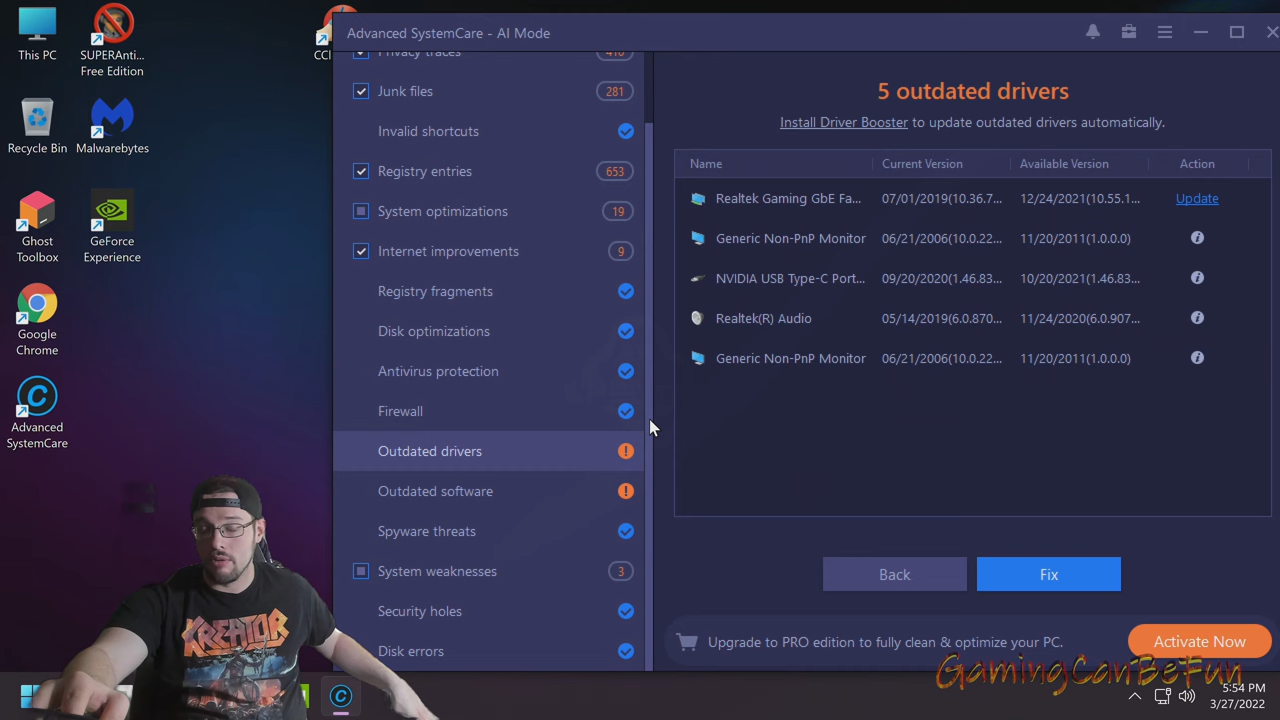 This PC
SUPERAnti...
Free Edition
Recycle Bin
Malwarebytes
Ghost
Toolbox
GeForce
Experience
Google
Chrome
Advanced
SystemCare
Advanced SystemCare - AI Mode
Privacy traces
Junk files 281
Invalid shortcuts
Registry entries 653
System optimizations 19
Internet improvements 9
Registry fragments
Disk optimizations
Antivirus protection
Firewall
Outdated drivers
Outdated software
Spyware threats
System weaknesses 3
Security holes
Disk errors
5 outdated drivers
Install Driver Booster to update outdated drivers automatically.
Name Current Version Available Version Action
Realtek Gaming GbE Fa... 07/01/2019(10.36.7... 12/24/2021(10.55.1... Update
Generic Non-PnP Monitor 06/21/2006(10.0.22... 11/20/2011(1.0.0.0)
NVIDIA USB Type-C Port... 09/20/2020(1.46.83... 10/20/2021(1.46.83...
Realtek(R) Audio 05/14/2019(6.0.870... 11/24/2020(6.0.907...
Generic Non-PnP Monitor 06/21/2006(10.0.22... 11/20/2011(1.0.0.0)
Back Fix
Upgrade to PRO edition to fully clean & optimize your PC. Activate Now
GamingCanBeFun
KREATOR
5:54 PM
3/27/2022